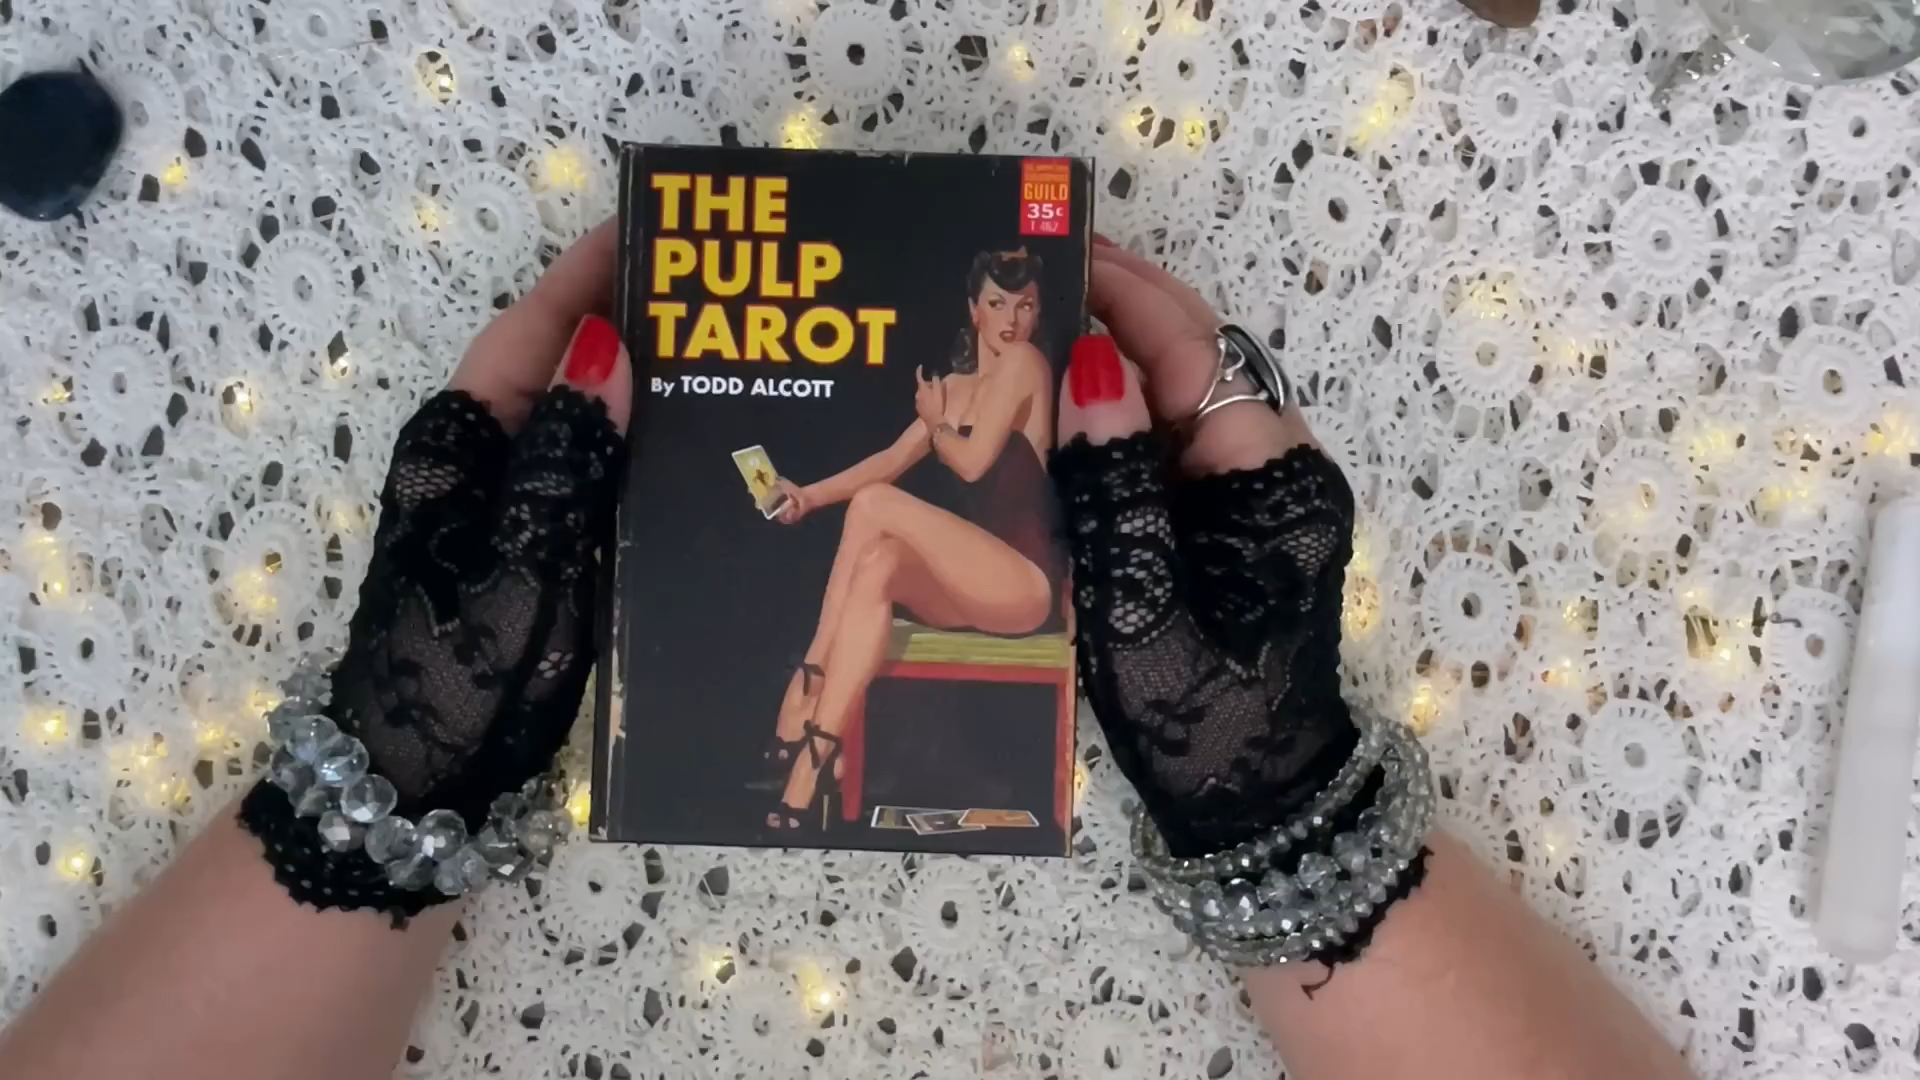 THE
PULP
TAROT
By TODD ALCOTT
GUILD
35¢